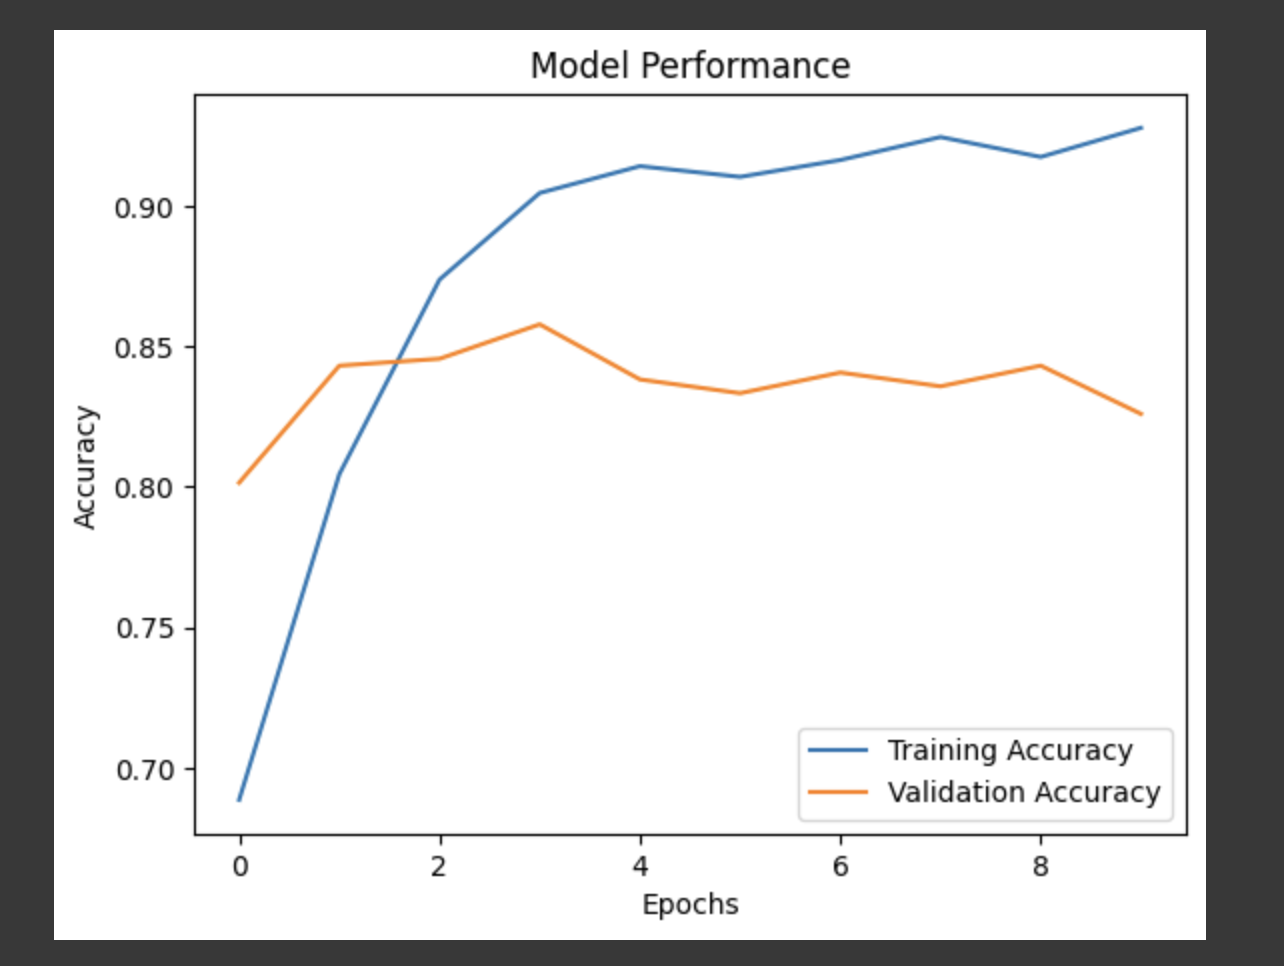 Model Performance
0.90
0.85
0.80
0.75
0.70
Accuracy
Training Accuracy
Validation Accuracy
0
2
4
6
8
Epochs